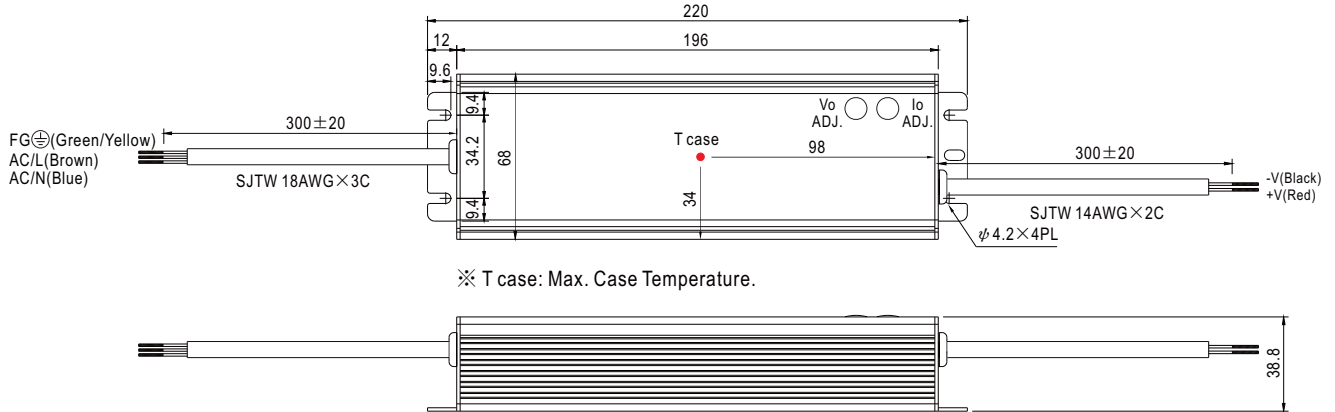 220
12
196
9.6
Vo
ADJ.
Io
ADJ.
9.4
34.2
9.4
68
T case
98
34
300±20
FG⏚(Green/Yellow)
AC/L(Brown)
AC/N(Blue)
SJTW 18AWG×3C
300±20
-V(Black)
+V(Red)
SJTW 14AWG×2C
ψ4.2×4PL
※ T case: Max. Case Temperature.
38.8